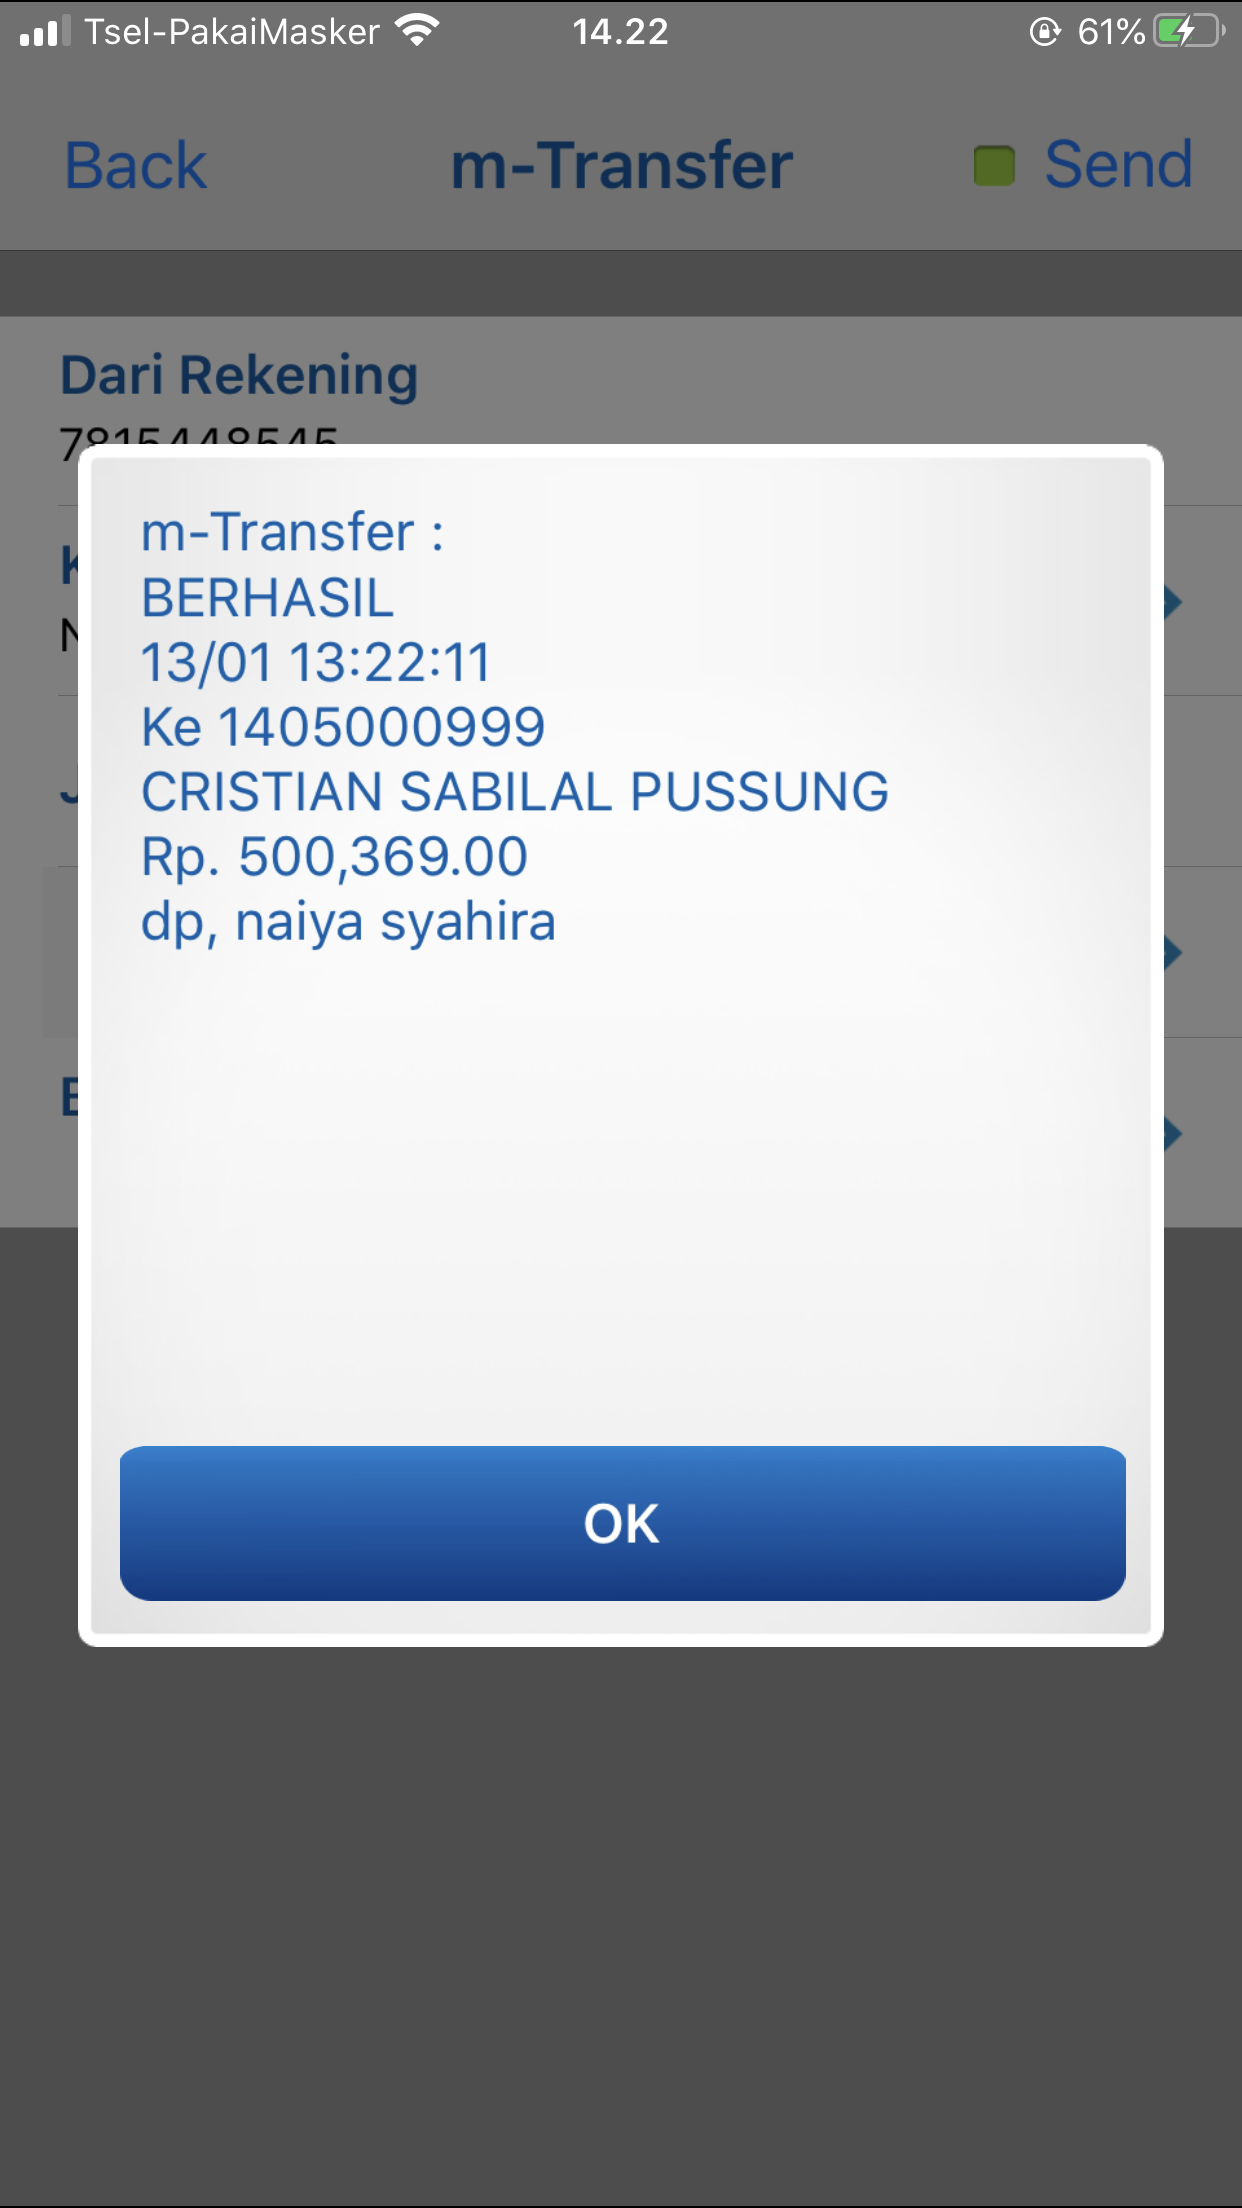 Tsel-PakaiMasker 14.22 61%
Back m-Transfer Send
Dari Rekening
7815448545
m-Transfer :
BERHASIL
13/01 13:22:11
Ke 1405000999
CRISTIAN SABILAL PUSSUNG
Rp. 500,369.00
dp, naiya syahira
OK